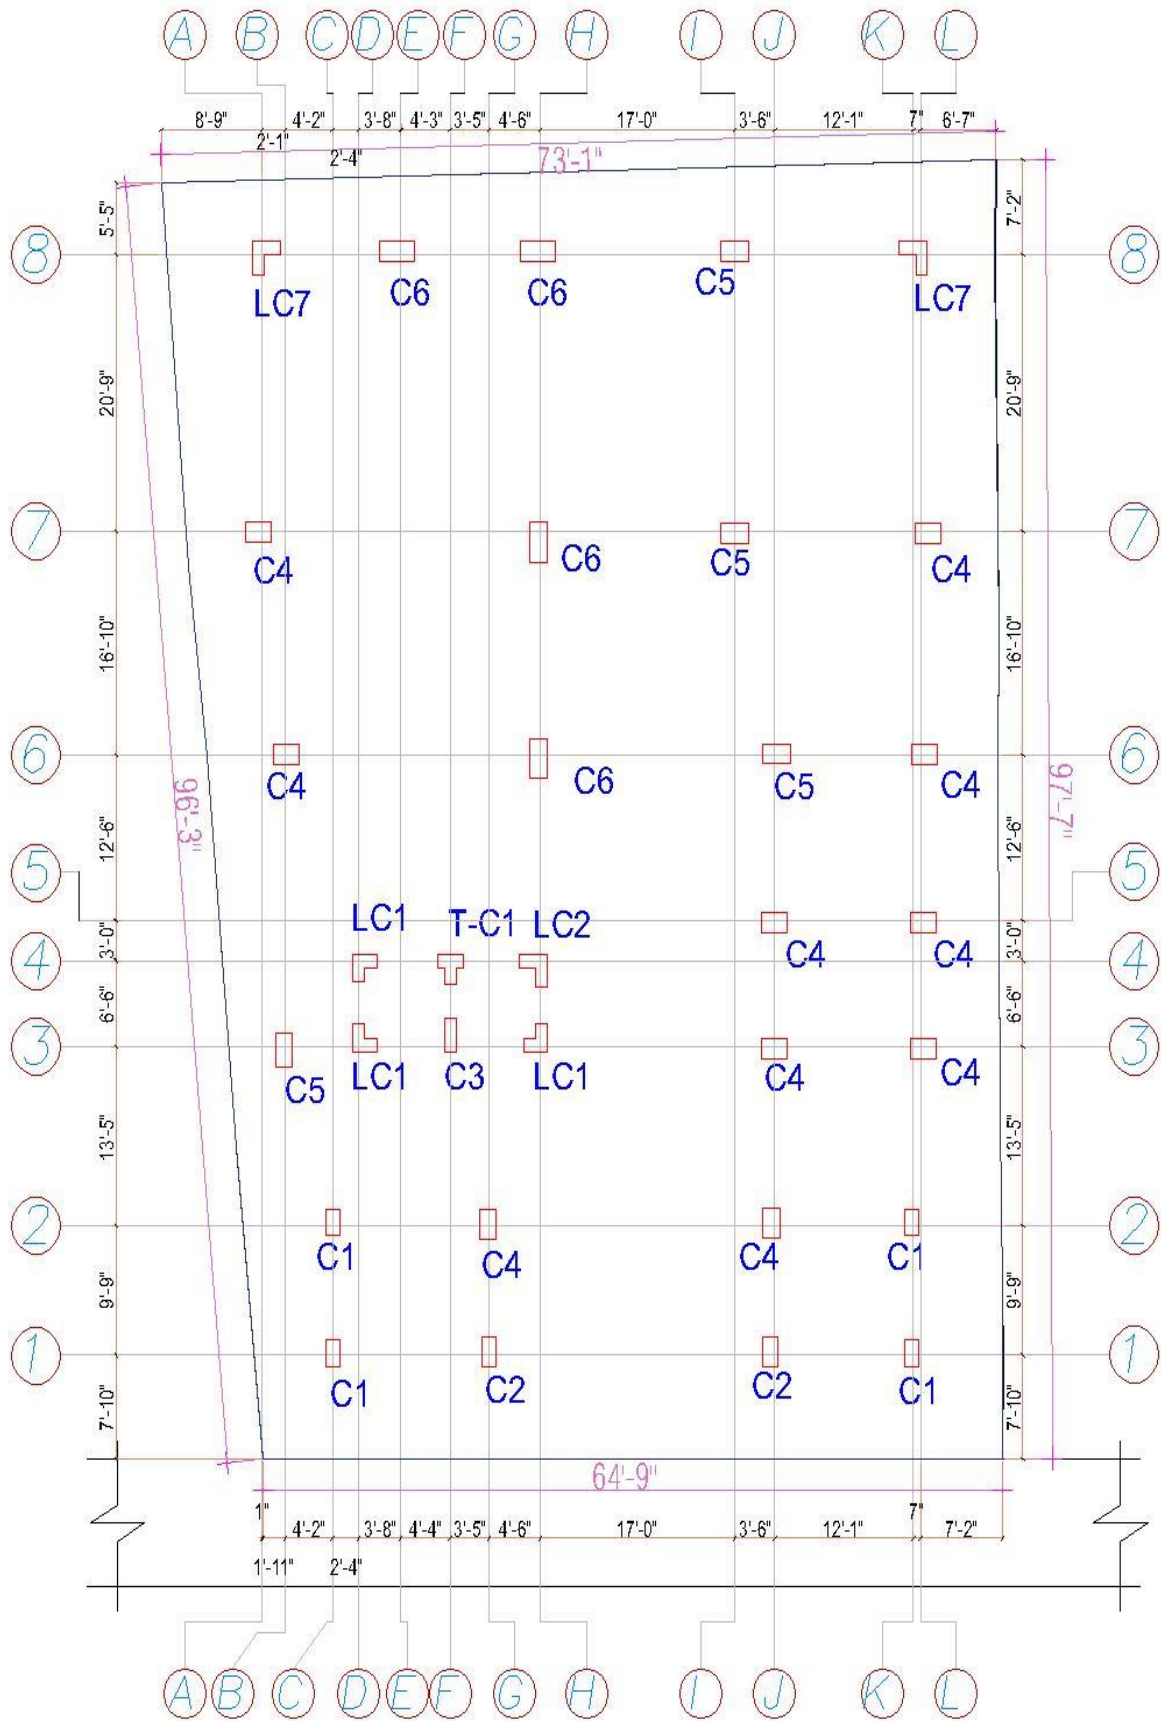 A B C D E F G H I J K L
8'-9" 4'-2" 3'-8" 4'-3" 3'-5" 4'-6" 17'-0" 3'-6" 12'-1" 7" 6'-7"
2'-1" 2'-4" 73'-1"
5'-5" 7'-2"
8 8
LC7 C6 C6 C5 LC7
20'-9" 20'-9"
7 7
C4 C6 C5 C4
16'-10" 16'-10"
6 6
C4 C6 C5 C4
96'-3" 97'-7"
12'-6" 12'-6"
5 5
LC1 T-C1 LC2
3'-0" C4 C4 3'-0"
4 4
6'-6" 6'-6"
3 3
C5 LC1 C3 LC1 C4 C4
13'-5" 13'-5"
2 2
C1 C4 C4 C1
9'-9" 9'-9"
1 1
C1 C2 C2 C1
7'-10" 7'-10"
64'-9"
1" 4'-2" 3'-8" 4'-4" 3'-5" 4'-6" 17'-0" 3'-6" 12'-1" 7" 7'-2"
1'-11" 2'-4"
A B C D E F G H I J K L